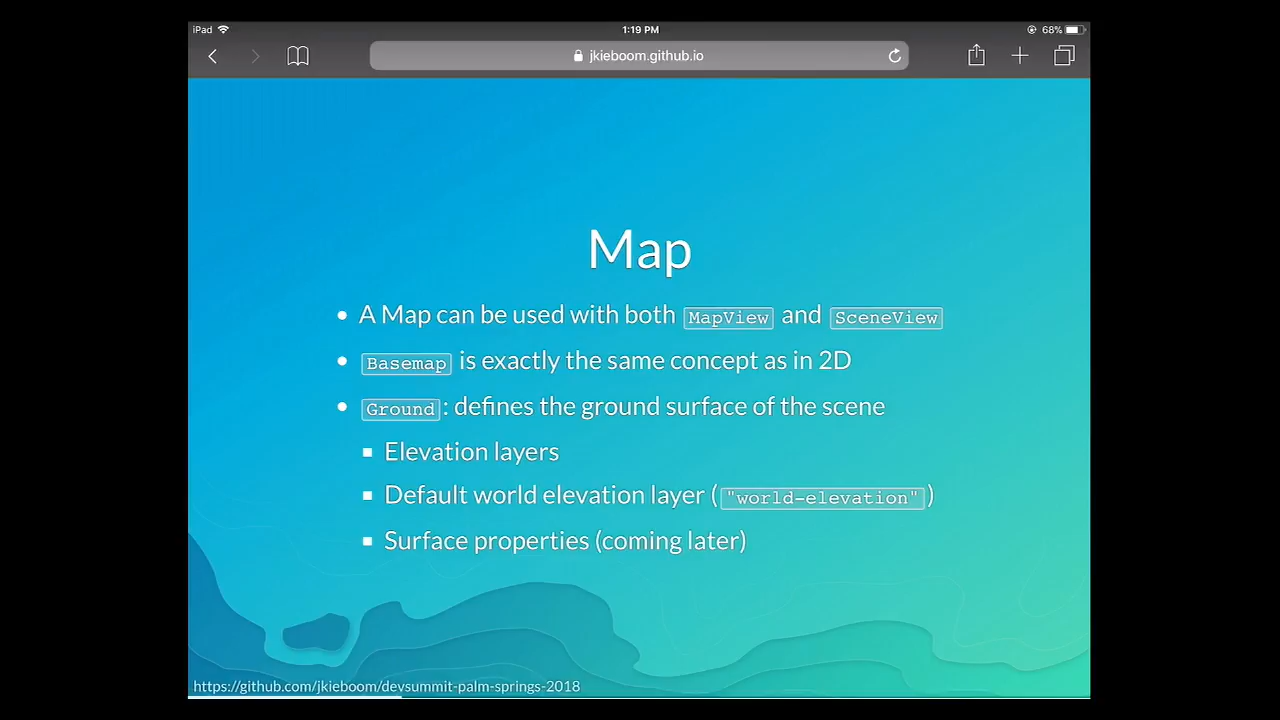 iPad 1:19 PM 68%
jkieboom.github.io
Map
A Map can be used with both MapView and SceneView
Basemap is exactly the same concept as in 2D
Ground: defines the ground surface of the scene
Elevation layers
Default world elevation layer ("world-elevation")
Surface properties (coming later)
https://github.com/jkieboom/devsummit-palm-springs-2018